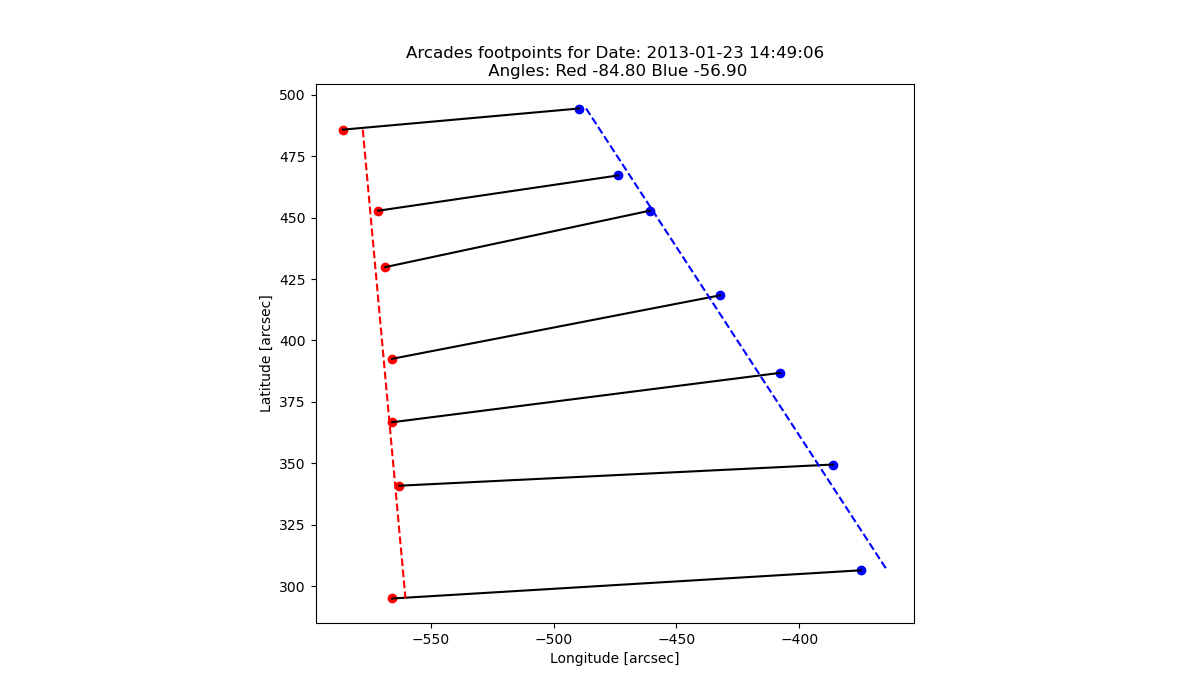 Arcades footpoints for Date: 2013-01-23 14:49:06
Angles: Red -84.80 Blue -56.90
500
475
450
425
400
375
350
325
300
Latitude [arcsec]
−550 −500 −450 −400
Longitude [arcsec]